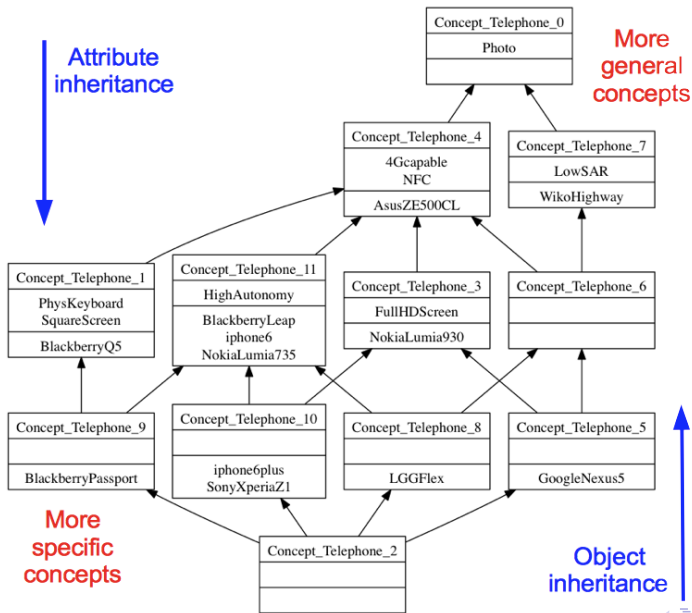 Concept_Telephone_0
Photo
Attribute
inheritance
More
general
concepts
Concept_Telephone_4
4Gcapable
NFC
AsusZE500CL
Concept_Telephone_7
LowSAR
WikoHighway
Concept_Telephone_1
PhysKeyboard
SquareScreen
BlackberryQ5
Concept_Telephone_11
HighAutonomy
BlackberryLeap
iphone6
NokiaLumia735
Concept_Telephone_3
FullHDScreen
NokiaLumia930
Concept_Telephone_6
Concept_Telephone_9
BlackberryPassport
Concept_Telephone_10
iphone6plus
SonyXperiaZ1
Concept_Telephone_8
LGGFlex
Concept_Telephone_5
GoogleNexus5
More
specific
concepts
Concept_Telephone_2
Object
inheritance